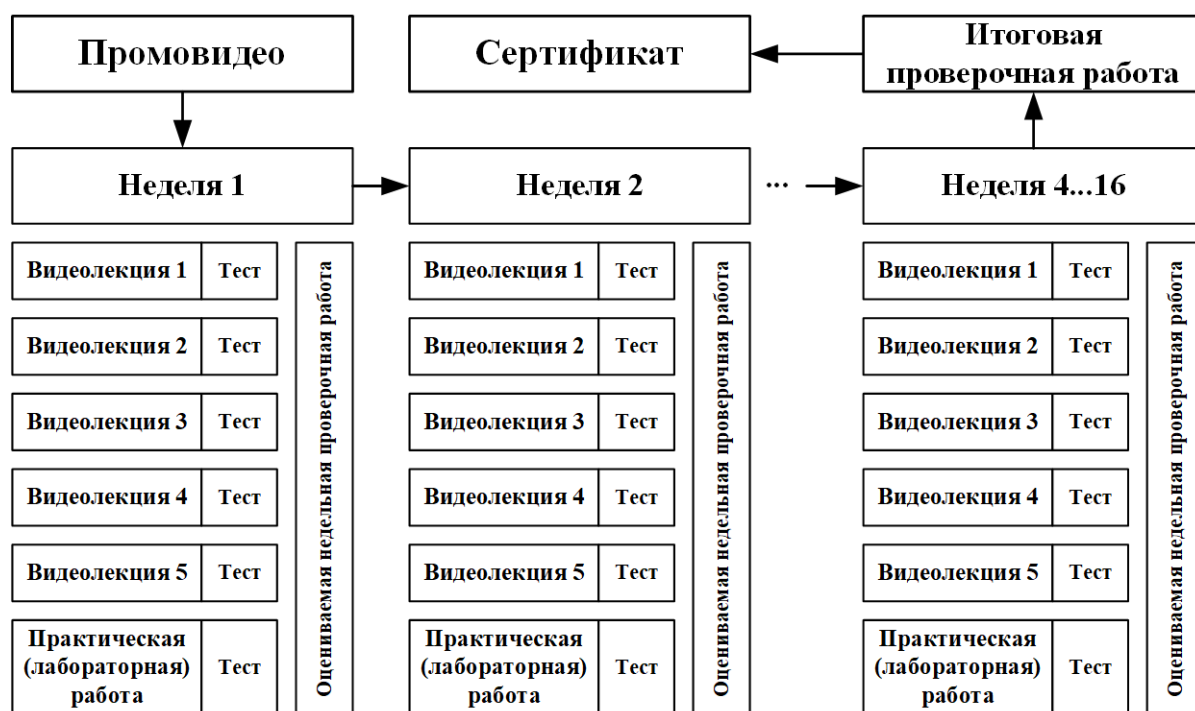 Промовидео
Сертификат
Итоговая
проверочная работа
Неделя 1
Неделя 2
...
Неделя 4...16
Видеолекция 1
Тест
Видеолекция 2
Тест
Видеолекция 3
Тест
Видеолекция 4
Тест
Видеолекция 5
Тест
Практическая
(лабораторная)
работа
Тест
Оцениваемая недельная проверочная работа
Видеолекция 1
Тест
Видеолекция 2
Тест
Видеолекция 3
Тест
Видеолекция 4
Тест
Видеолекция 5
Тест
Практическая
(лабораторная)
работа
Тест
Оцениваемая недельная проверочная работа
Видеолекция 1
Тест
Видеолекция 2
Тест
Видеолекция 3
Тест
Видеолекция 4
Тест
Видеолекция 5
Тест
Практическая
(лабораторная)
работа
Тест
Оцениваемая недельная проверочная работа